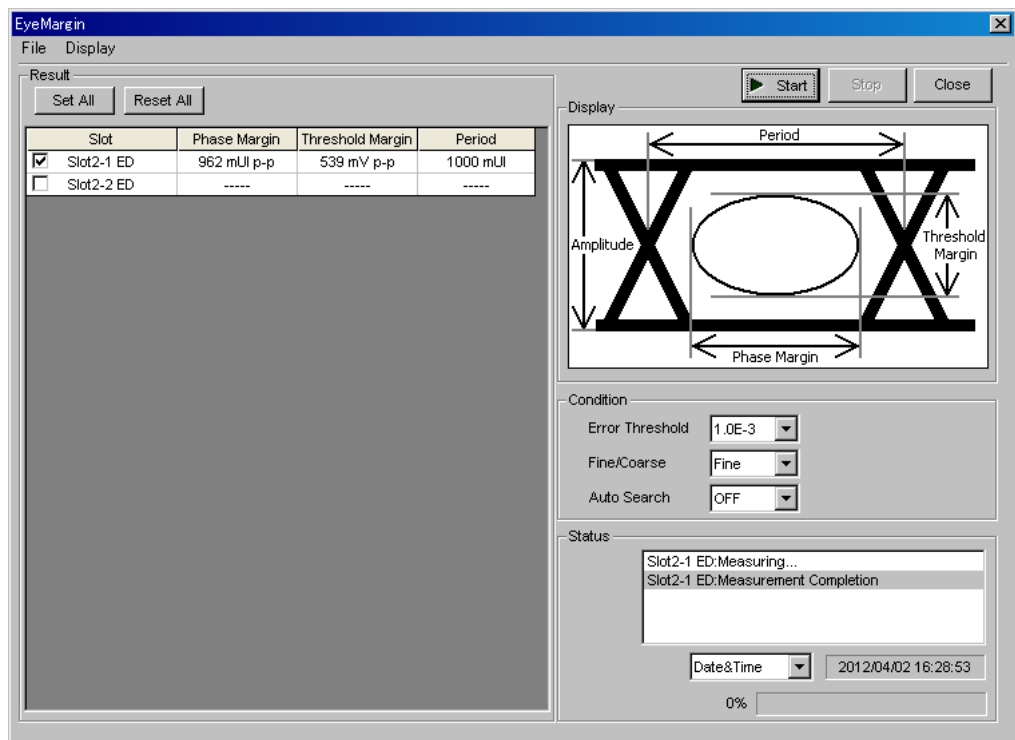 EyeMargin
File Display
Result
Set All Reset All
Slot Phase Margin Threshold Margin Period
Slot2-1 ED 962 mUI p-p 539 mV p-p 1000 mUI
Slot2-2 ED ----- ----- -----
Start Stop Close
Display
Period
Amplitude
Threshold
Margin
Phase Margin
Condition
Error Threshold 1.0E-3
Fine/Coarse Fine
Auto Search OFF
Status
Slot2-1 ED:Measuring...
Slot2-1 ED:Measurement Completion
Date&Time 2012/04/02 16:28:53
0%